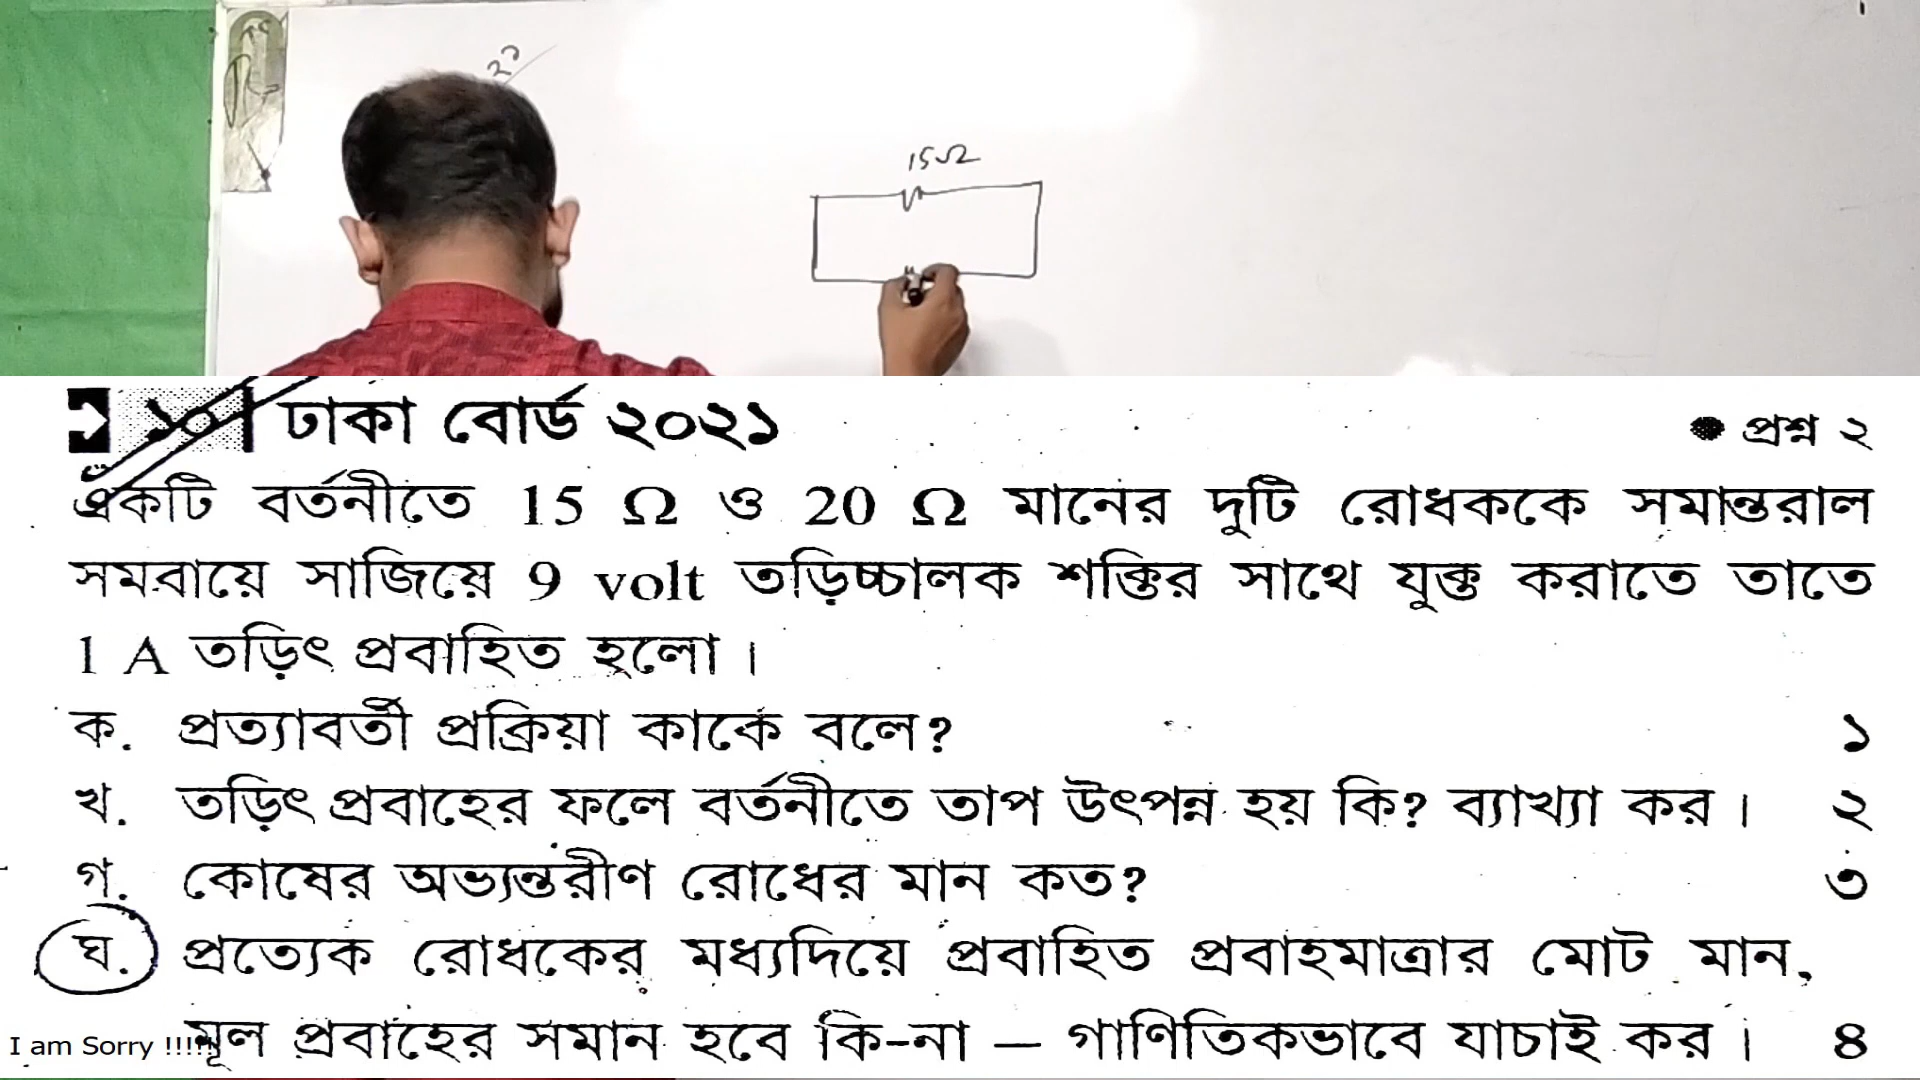 ২১
15Ω
১০ ঢাকা বোর্ড ২০২১ ● প্রশ্ন ২
একটি বর্তনীতে 15 Ω ও 20 Ω মানের দুটি রোধককে সমান্তরাল
সমবায়ে সাজিয়ে 9 volt তড়িচ্চালক শক্তির সাথে যুক্ত করাতে তাতে
1 A তড়িৎ প্রবাহিত হলো।
ক. প্রত্যাবর্তী প্রক্রিয়া কাকে বলে? ১
খ. তড়িৎ প্রবাহের ফলে বর্তনীতে তাপ উৎপন্ন হয় কি? ব্যাখ্যা কর। ২
গ. কোষের অভ্যন্তরীণ রোধের মান কত? ৩
ঘ. প্রত্যেক রোধকের মধ্যদিয়ে প্রবাহিত প্রবাহমাত্রার মোট মান,
মূল প্রবাহের সমান হবে কি-না — গাণিতিকভাবে যাচাই কর। ৪
I am Sorry !!!!!